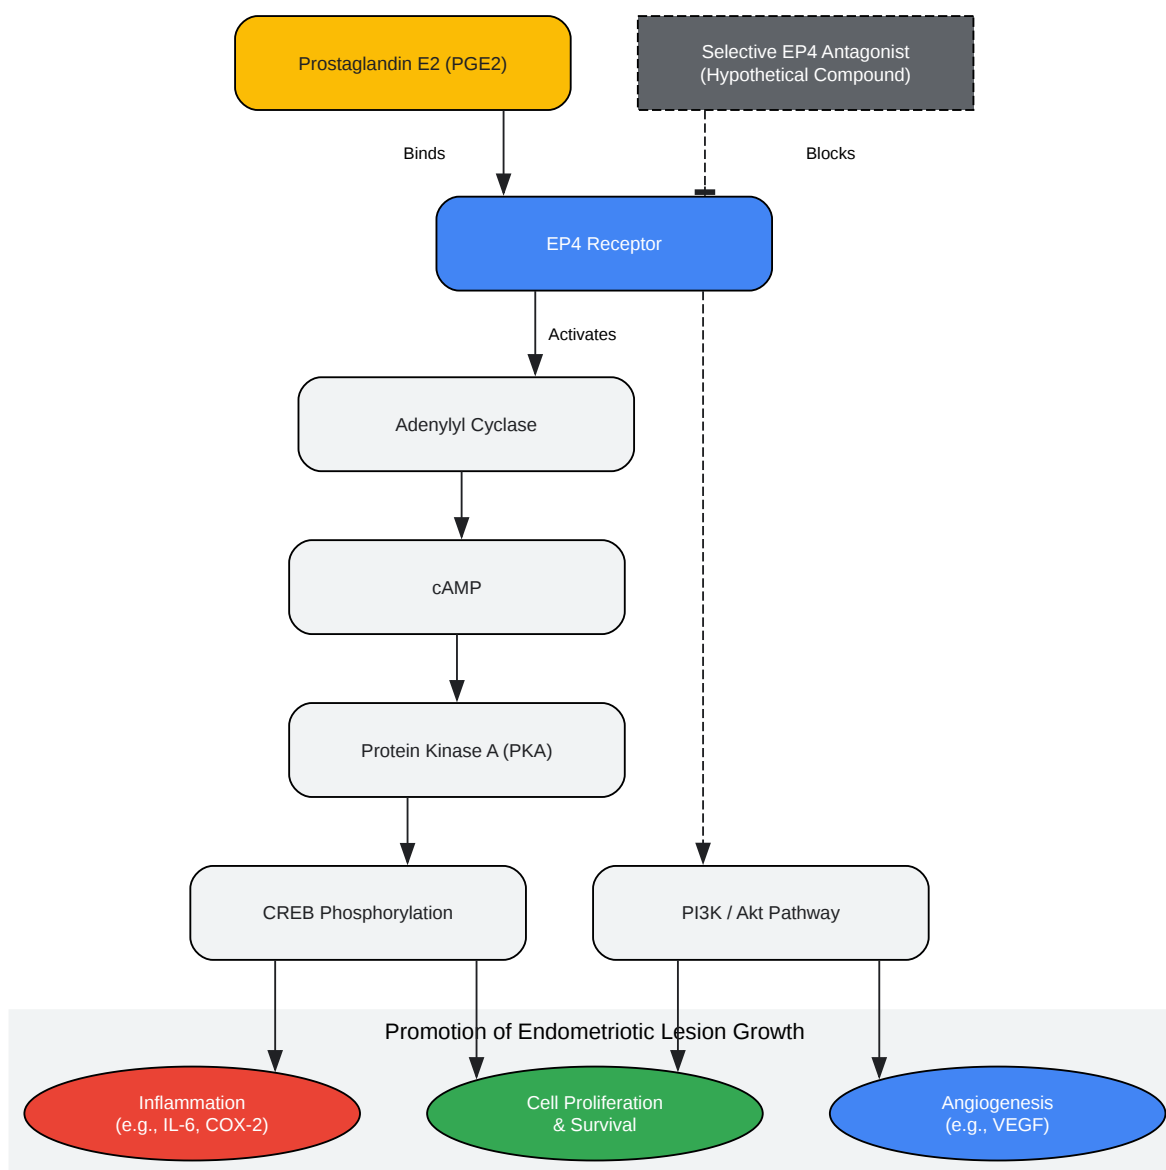 Prostaglandin E2 (PGE2)
Selective EP4 Antagonist
(Hypothetical Compound)
Binds
Blocks
EP4 Receptor
Activates
Adenylyl Cyclase
cAMP
Protein Kinase A (PKA)
CREB Phosphorylation
PI3K / Akt Pathway
Promotion of Endometriotic Lesion Growth
Inflammation
(e.g., IL-6, COX-2)
Cell Proliferation
& Survival
Angiogenesis
(e.g., VEGF)